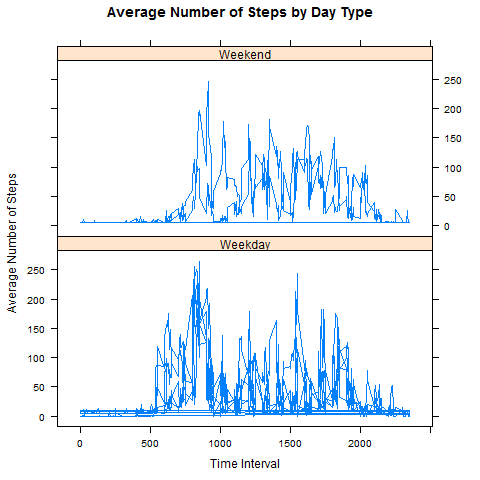 Average Number of Steps by Day Type
Weekend
250
200
150
100
50
0
Weekday
250
200
150
100
50
0
Average Number of Steps
0 500 1000 1500 2000
Time Interval